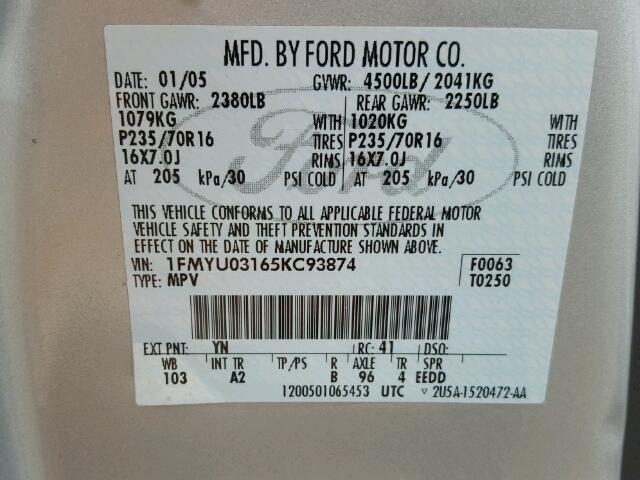 MFD. BY FORD MOTOR CO.
DATE: 01/05 GVWR: 4500LB/ 2041KG
FRONT GAWR: 2380LB REAR GAWR: 2250LB
1079KG WITH 1020KG WITH
P235/70R16 TIRES P235/70R16 TIRES
16X7.0J RIMS 16X7.0J RIMS
AT 205 kPa/30 PSI COLD AT 205 kPa/30 PSI COLD
Ford
THIS VEHICLE CONFORMS TO ALL APPLICABLE FEDERAL MOTOR
VEHICLE SAFETY AND THEFT PREVENTION STANDARDS IN
EFFECT ON THE DATE OF MANUFACTURE SHOWN ABOVE.
VIN: 1FMYU03165KC93874 F0063
TYPE: MPV T0250
EXT PNT: YN RC: 41 DSO:
WB INT TR TP/PS R AXLE TR SPR
103 A2 B 96 4 EEDD
1200501065453 UTC ▽ 2U5A-1520472-AA